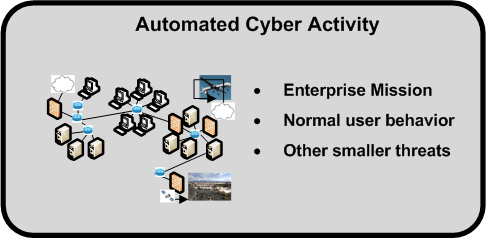 Automated Cyber Activity
• Enterprise Mission
• Normal user behavior
• Other smaller threats